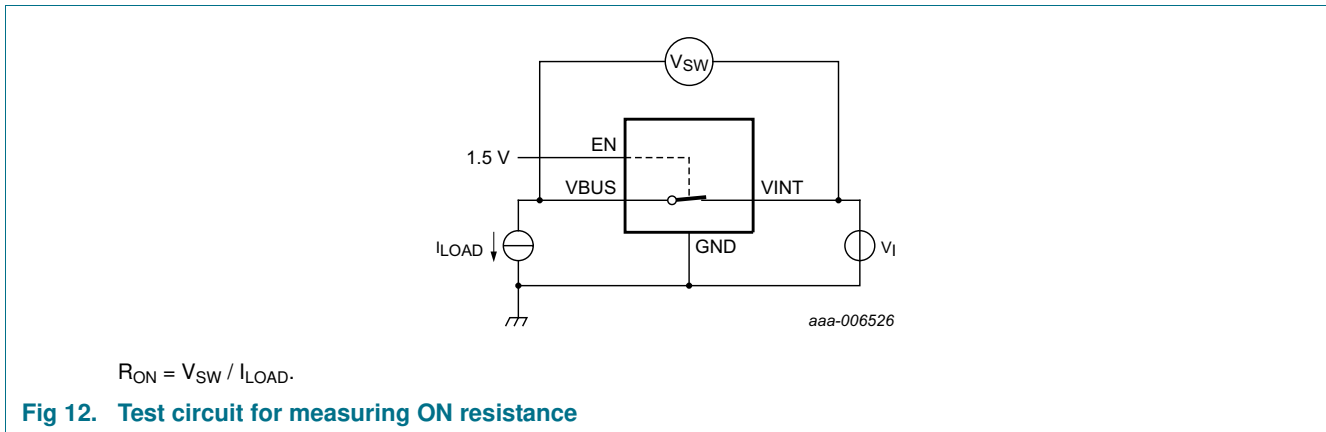 VSW
EN
1.5 V
VBUS
VINT
ILOAD
GND
VI
aaa-006526
RON = VSW / ILOAD.
Fig 12. Test circuit for measuring ON resistance